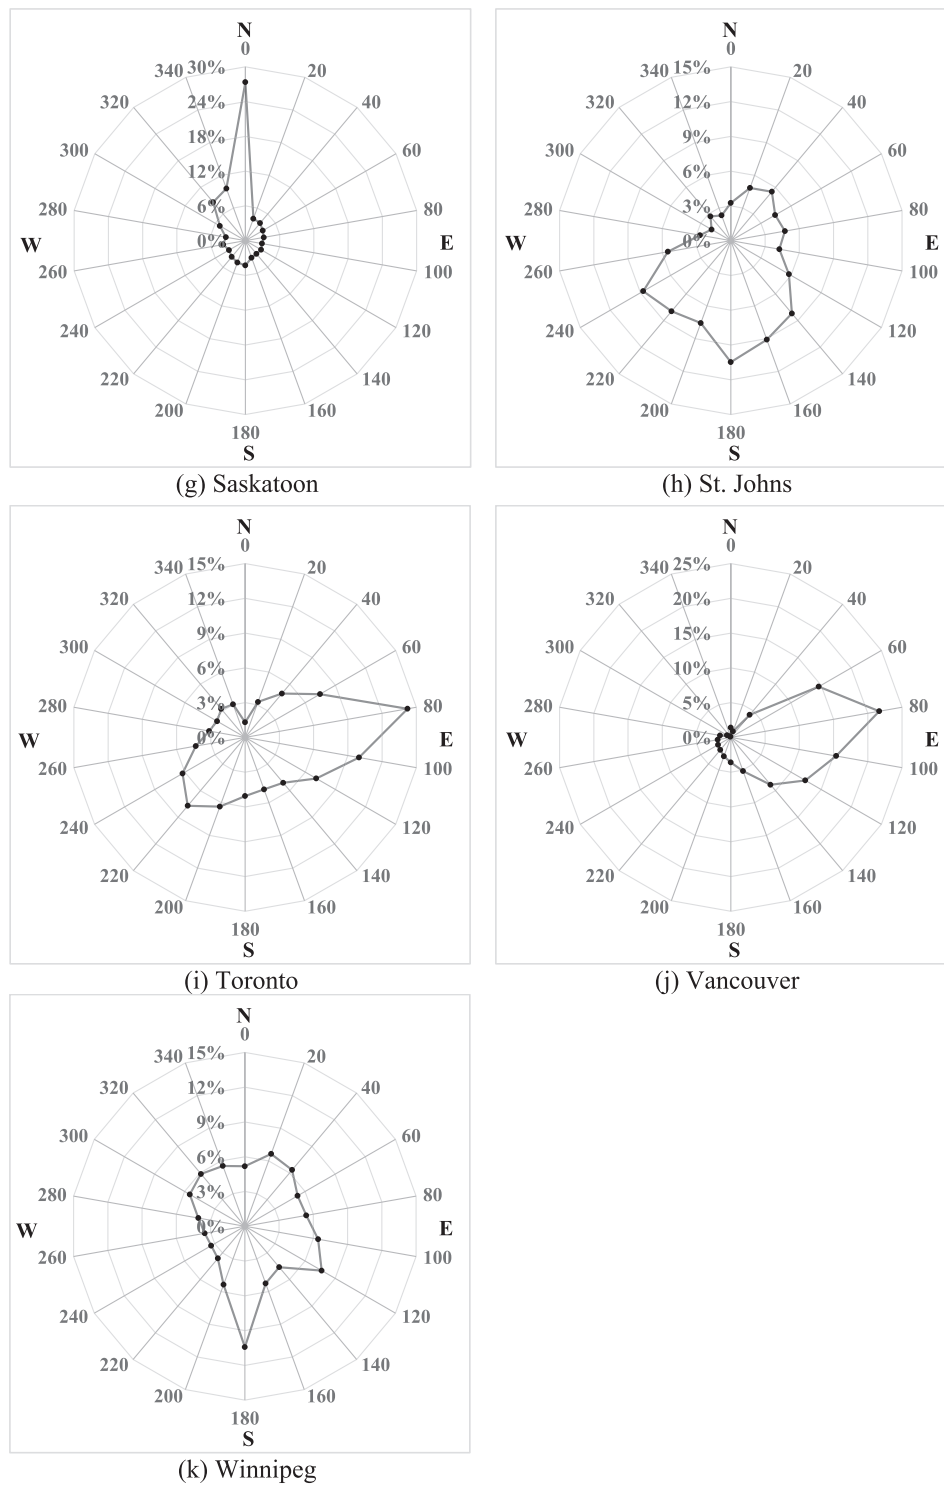 N
0
340 30% 20
320 24% 40
18%
300 12% 60
280 6% 80
W 0% E
260 100
240 120
220 140
200 160
180
S
(g) Saskatoon
N
0
340 15% 20
320 12% 40
9%
300 6% 60
280 3% 80
W 0% E
260 100
240 120
220 140
200 160
180
S
(h) St. Johns
N
0
340 15% 20
320 12% 40
9%
300 6% 60
280 3% 80
W 0% E
260 100
240 120
220 140
200 160
180
S
(i) Toronto
N
0
340 25% 20
320 20% 40
15%
300 10% 60
280 5% 80
W 0% E
260 100
240 120
220 140
200 160
180
S
(j) Vancouver
N
0
340 15% 20
320 12% 40
9%
300 6% 60
280 3% 80
W 0% E
260 100
240 120
220 140
200 160
180
S
(k) Winnipeg